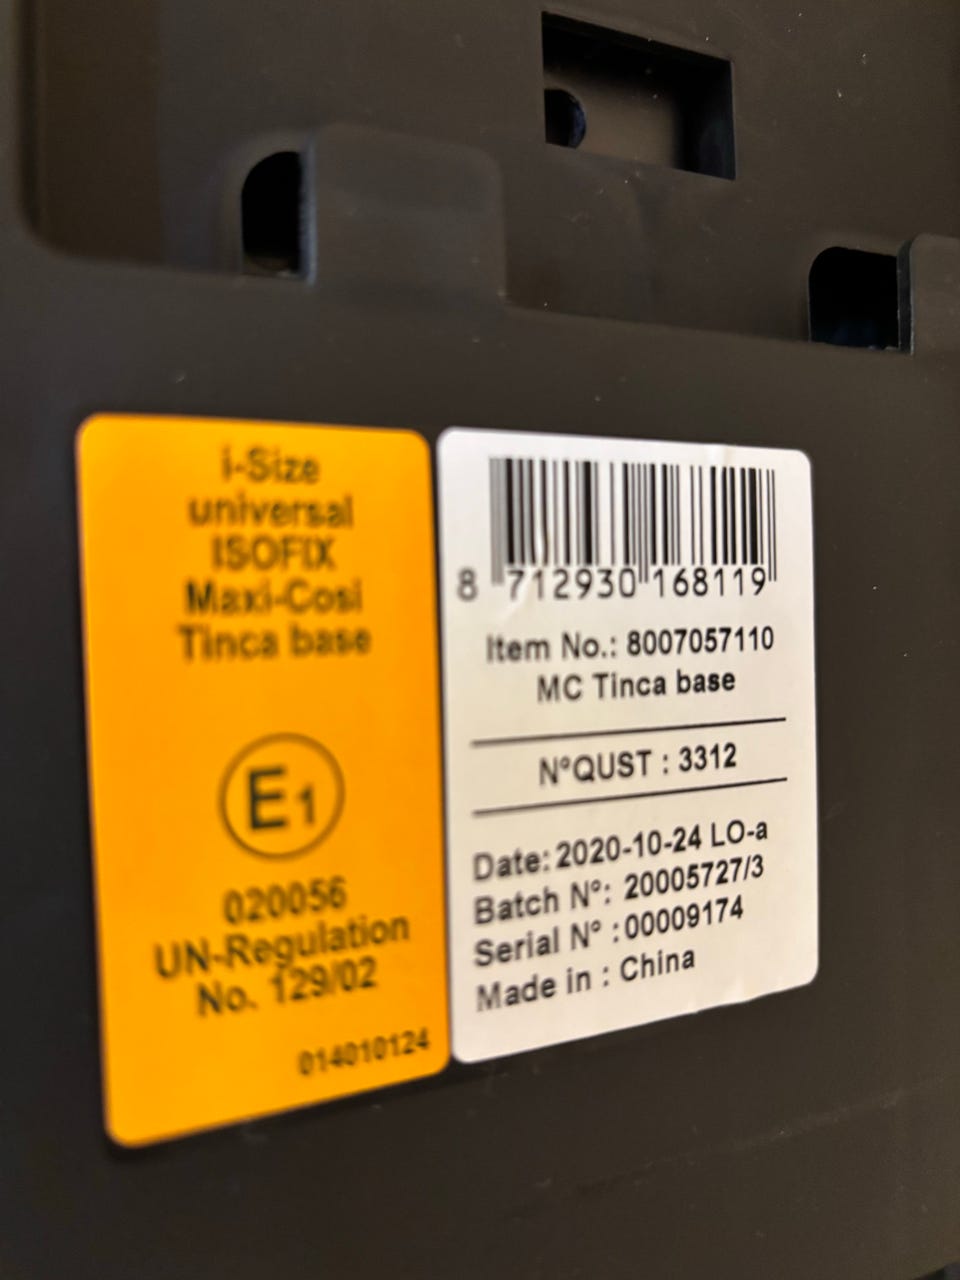 i-Size
universal
ISOFIX
Maxi-Cosi
Tinca base
E1
020056
UN-Regulation
No. 129/02
014010124
8 712930 168119
Item No.: 8007057110
MC Tinca base
N°QUST : 3312
Date: 2020-10-24 LO-a
Batch N°: 20005727/3
Serial N° :00009174
Made in : China